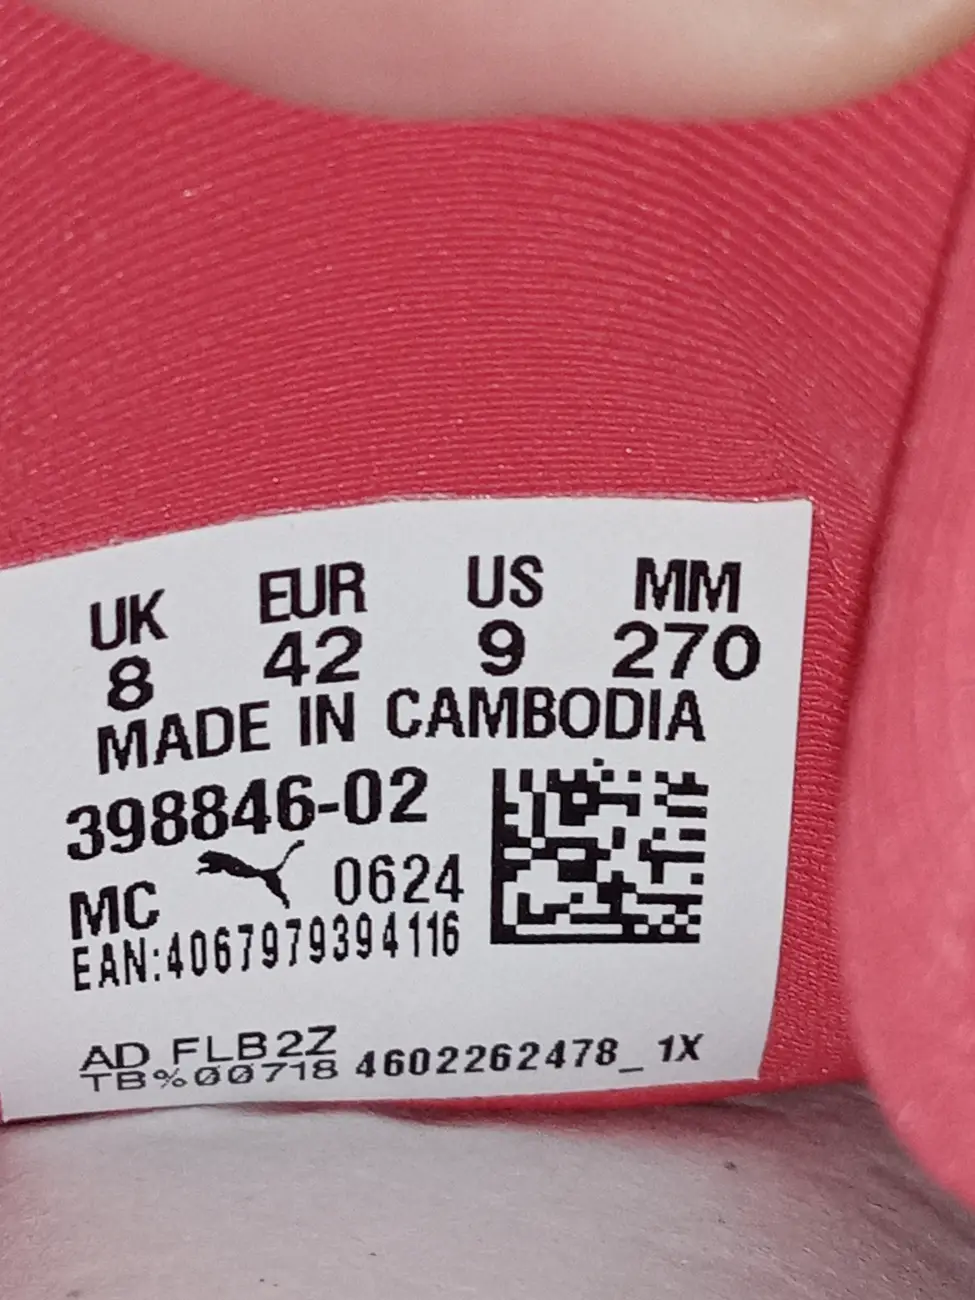 UK EUR US MM
8 42 9 270
MADE IN CAMBODIA
398846-02
MC 0624
EAN:4067979394116
AD FLB2Z
TB%00718 4602262478_ 1X